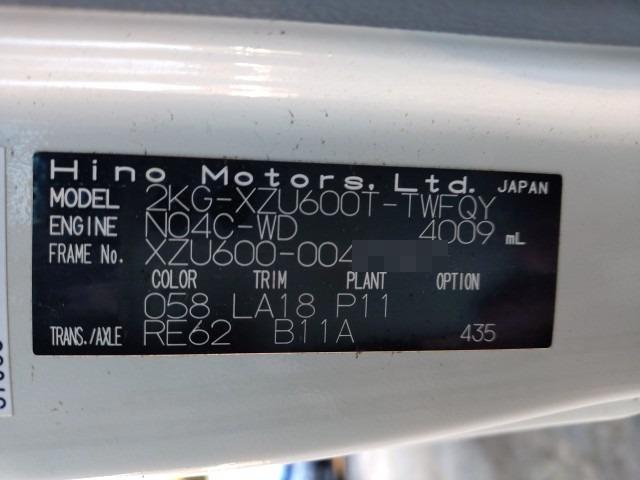 Hino Motors, Ltd. JAPAN
MODEL 2KG-XZU600T-TWFQY
ENGINE N04C-WD 4009 mL
FRAME No. XZU600-004
COLOR TRIM PLANT OPTION
058 LA18 P11
TRANS./AXLE RE62 B11A 435